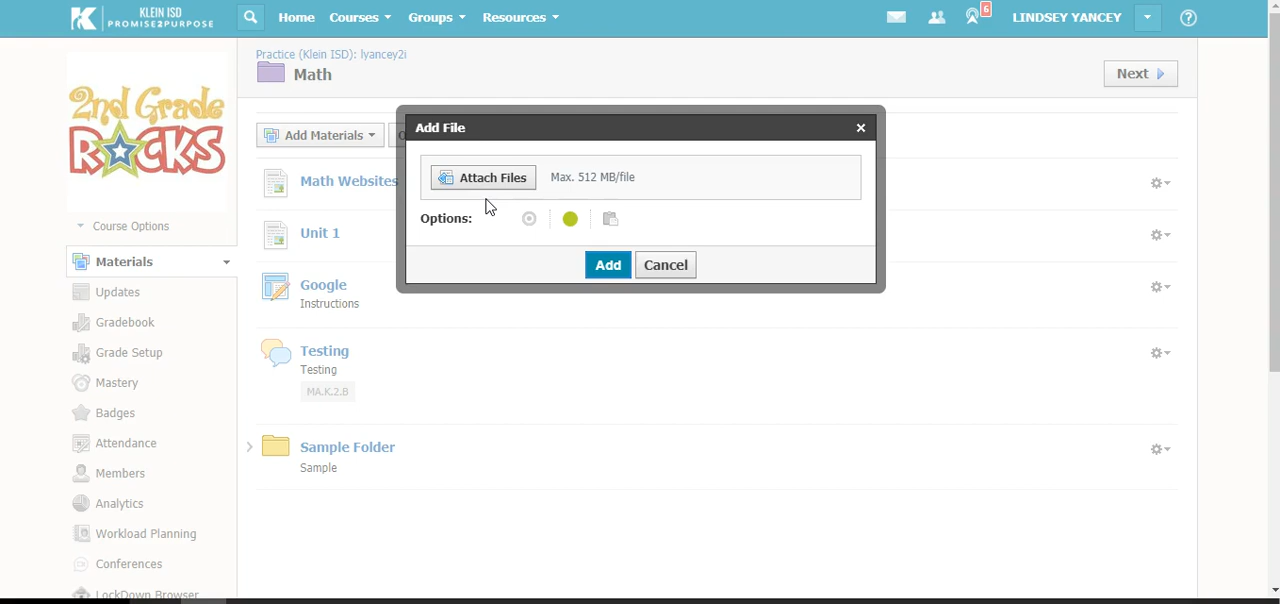 KLEIN ISD
PROMISE2PURPOSE
Home Courses Groups Resources
6
LINDSEY YANCEY
2nd Grade
ROCKS
Course Options
Materials
Updates
Gradebook
Grade Setup
Mastery
Badges
Attendance
Members
Analytics
Workload Planning
Conferences
LockDown Browser
Practice (Klein ISD): lyancey2i
Math
Next
Add Materials
Add File
Attach Files Max. 512 MB/file
Options:
Add Cancel
Math Websites
Unit 1
Google
Instructions
Testing
Testing
MA.K.2.B
Sample Folder
Sample